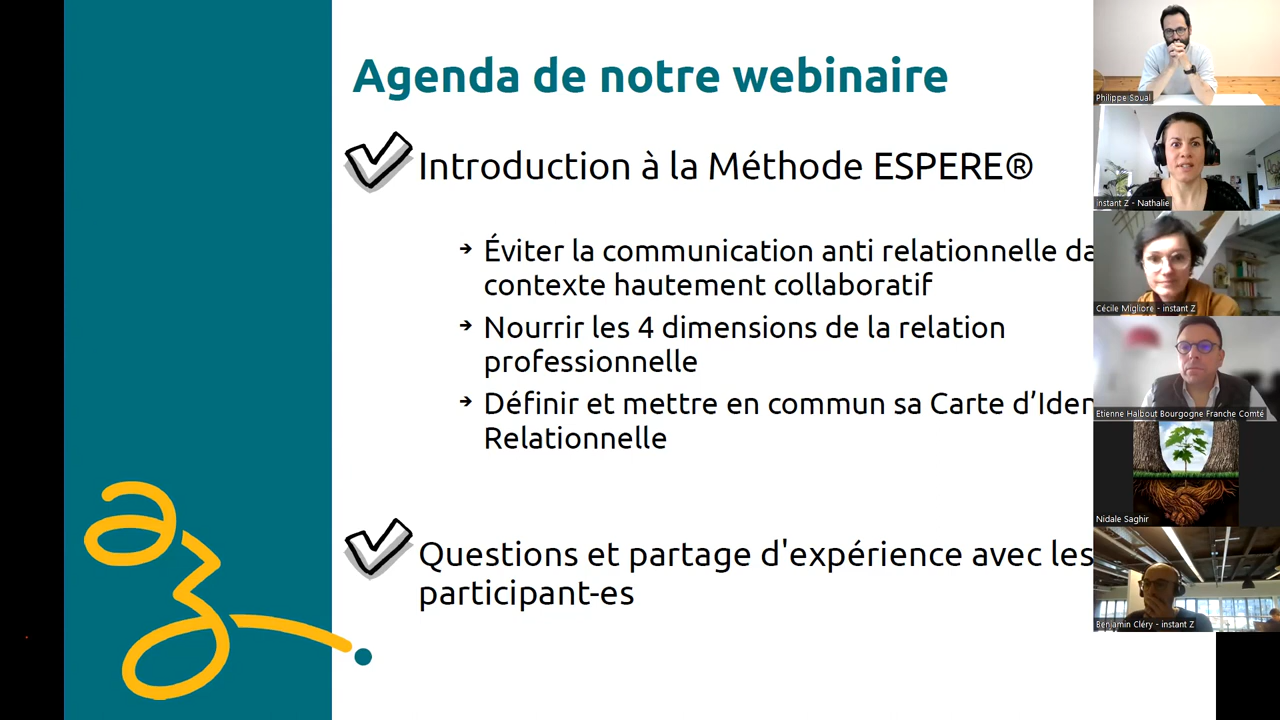 Agenda de notre webinaire
Introduction à la Méthode ESPERE®
Éviter la communication anti relationnelle da
contexte hautement collaboratif
Nourrir les 4 dimensions de la relation
professionnelle
Définir et mettre en commun sa Carte d’Iden
Relationnelle
Questions et partage d'expérience avec les
participant-es
Philippe Soual
instant Z - Nathalie
Cécile Migliore - instant Z
Etienne Halbout Bourgogne Franche Comté
Nidale Saghir
Benjamin Cléry - instant Z